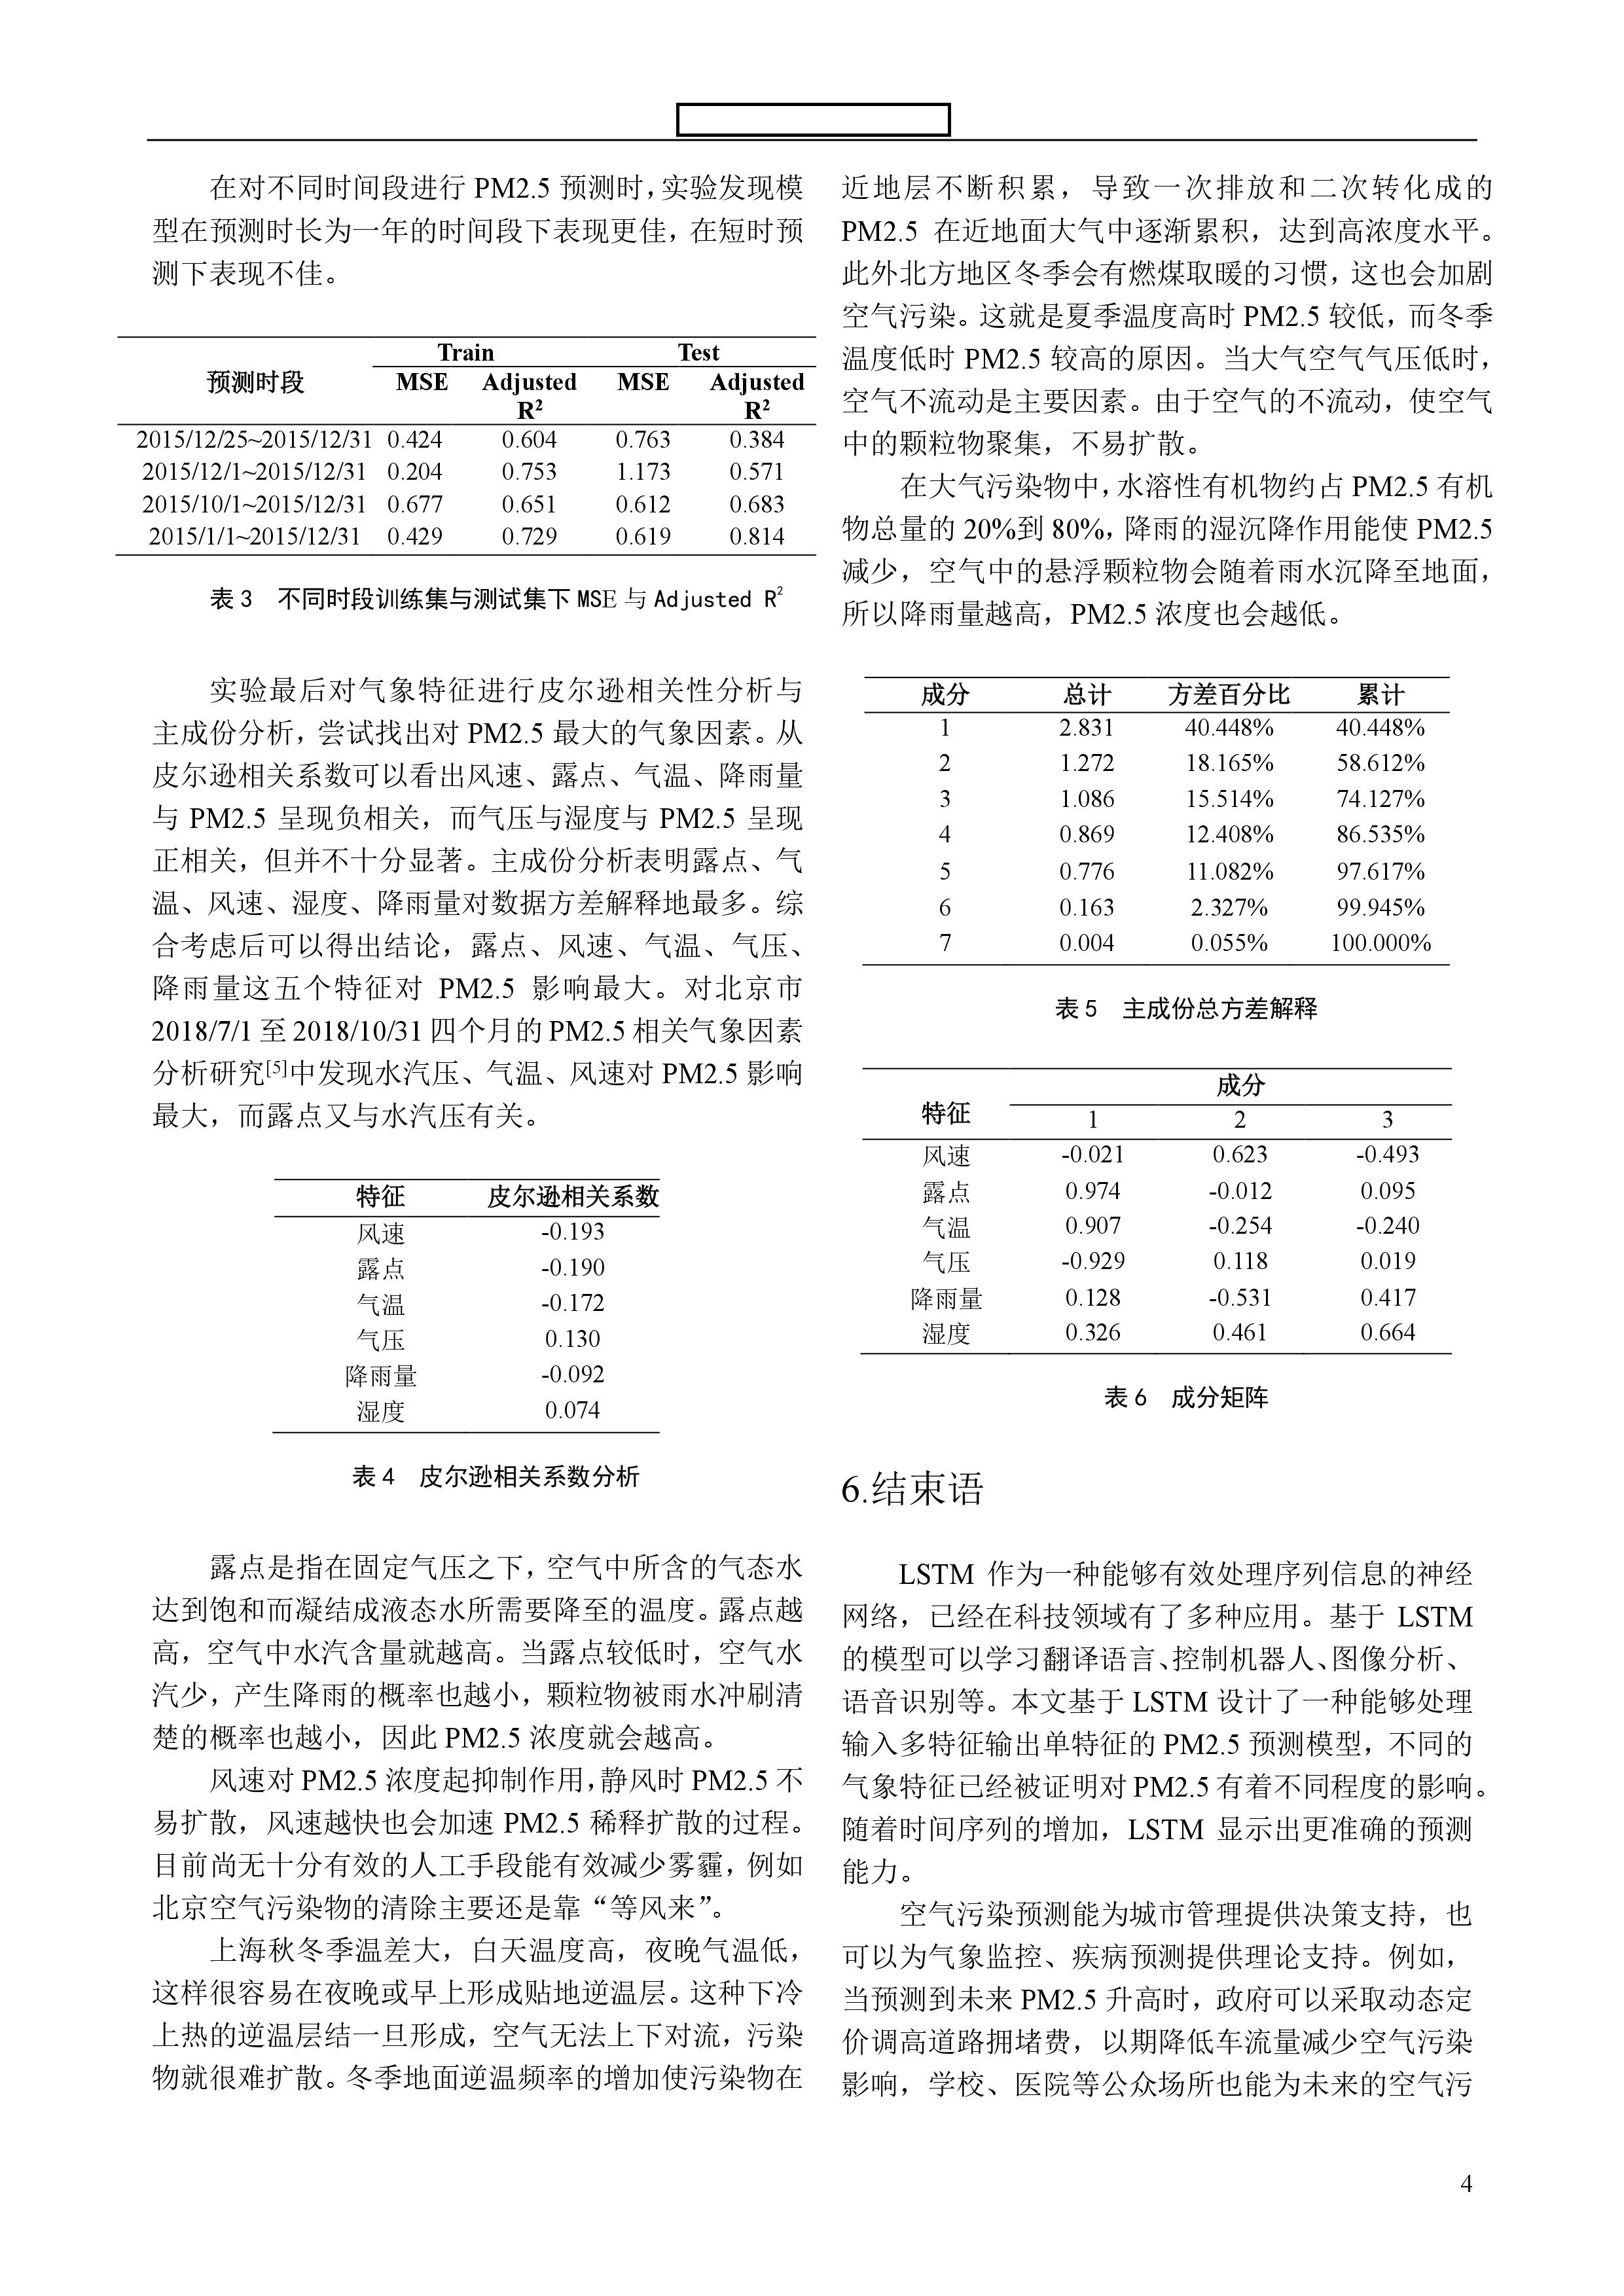 在对不同时间段进行 PM2.5 预测时，实验发现模
型在预测时长为一年的时间段下表现更佳，在短时预
测下表现不佳。
预测时段 Train Test
MSE Adjusted R² MSE Adjusted R²
2015/12/25~2015/12/31 0.424 0.604 0.763 0.384
2015/12/1~2015/12/31 0.204 0.753 1.173 0.571
2015/10/1~2015/12/31 0.677 0.651 0.612 0.683
2015/1/1~2015/12/31 0.429 0.729 0.619 0.814
表 3 不同时段训练集与测试集下 MSE 与 Adjusted R²
实验最后对气象特征进行皮尔逊相关性分析与
主成份分析，尝试找出对 PM2.5 最大的气象因素。从
皮尔逊相关系数可以看出风速、露点、气温、降雨量
与 PM2.5 呈现负相关，而气压与湿度与 PM2.5 呈现
正相关，但并不十分显著。主成份分析表明露点、气
温、风速、湿度、降雨量对数据方差解释地最多。综
合考虑后可以得出结论，露点、风速、气温、气压、
降雨量这五个特征对 PM2.5 影响最大。对北京市
2018/7/1 至 2018/10/31 四个月的 PM2.5 相关气象因素
分析研究[5]中发现水汽压、气温、风速对 PM2.5 影响
最大，而露点又与水汽压有关。
特征 皮尔逊相关系数
风速 -0.193
露点 -0.190
气温 -0.172
气压 0.130
降雨量 -0.092
湿度 0.074
表 4 皮尔逊相关系数分析
露点是指在固定气压之下，空气中所含的气态水
达到饱和而凝结成液态水所需要降至的温度。露点越
高，空气中水汽含量就越高。当露点较低时，空气水
汽少，产生降雨的概率也越小，颗粒物被雨水冲刷清
楚的概率也越小，因此 PM2.5 浓度就会越高。
风速对 PM2.5 浓度起抑制作用，静风时 PM2.5 不
易扩散，风速越快也会加速 PM2.5 稀释扩散的过程。
目前尚无十分有效的人工手段能有效减少雾霾，例如
北京空气污染物的清除主要还是靠“等风来”。
上海秋冬季温差大，白天温度高，夜晚气温低，
这样很容易在夜晚或早上形成贴地逆温层。这种下冷
上热的逆温层结一旦形成，空气无法上下对流，污染
物就很难扩散。冬季地面逆温频率的增加使污染物在
近地层不断积累，导致一次排放和二次转化成的
PM2.5 在近地面大气中逐渐累积，达到高浓度水平。
此外北方地区冬季会有燃煤取暖的习惯，这也会加剧
空气污染。这就是夏季温度高时 PM2.5 较低，而冬季
温度低时 PM2.5 较高的原因。当大气空气气压低时，
空气不流动是主要因素。由于空气的不流动，使空气
中的颗粒物聚集，不易扩散。
在大气污染物中，水溶性有机物约占 PM2.5 有机
物总量的 20%到 80%，降雨的湿沉降作用能使 PM2.5
减少，空气中的悬浮颗粒物会随着雨水沉降至地面，
所以降雨量越高，PM2.5 浓度也会越低。
成分 总计 方差百分比 累计
1 2.831 40.448% 40.448%
2 1.272 18.165% 58.612%
3 1.086 15.514% 74.127%
4 0.869 12.408% 86.535%
5 0.776 11.082% 97.617%
6 0.163 2.327% 99.945%
7 0.004 0.055% 100.000%
表 5 主成份总方差解释
特征 成分
1 2 3
风速 -0.021 0.623 -0.493
露点 0.974 -0.012 0.095
气温 0.907 -0.254 -0.240
气压 -0.929 0.118 0.019
降雨量 0.128 -0.531 0.417
湿度 0.326 0.461 0.664
表 6 成分矩阵
6.结束语
LSTM 作为一种能够有效处理序列信息的神经
网络，已经在科技领域有了多种应用。基于 LSTM
的模型可以学习翻译语言、控制机器人、图像分析、
语音识别等。本文基于 LSTM 设计了一种能够处理
输入多特征输出单特征的 PM2.5 预测模型，不同的
气象特征已经被证明对 PM2.5 有着不同程度的影响。
随着时间序列的增加，LSTM 显示出更准确的预测
能力。
空气污染预测能为城市管理提供决策支持，也
可以为气象监控、疾病预测提供理论支持。例如，
当预测到未来 PM2.5 升高时，政府可以采取动态定
价调高道路拥堵费，以期降低车流量减少空气污染
影响，学校、医院等公众场所也能为未来的空气污
4